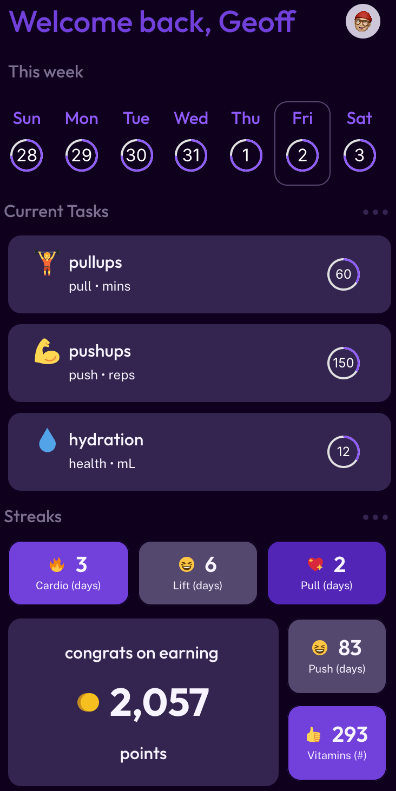 Welcome back, Geoff
This week
Sun Mon Tue Wed Thu Fri Sat
28 29 30 31 1 2 3
Current Tasks
pullups
pull • mins
60
pushups
push • reps
150
hydration
health • mL
12
Streaks
3
Cardio (days)
6
Lift (days)
2
Pull (days)
congrats on earning
2,057
points
83
Push (days)
293
Vitamins (#)